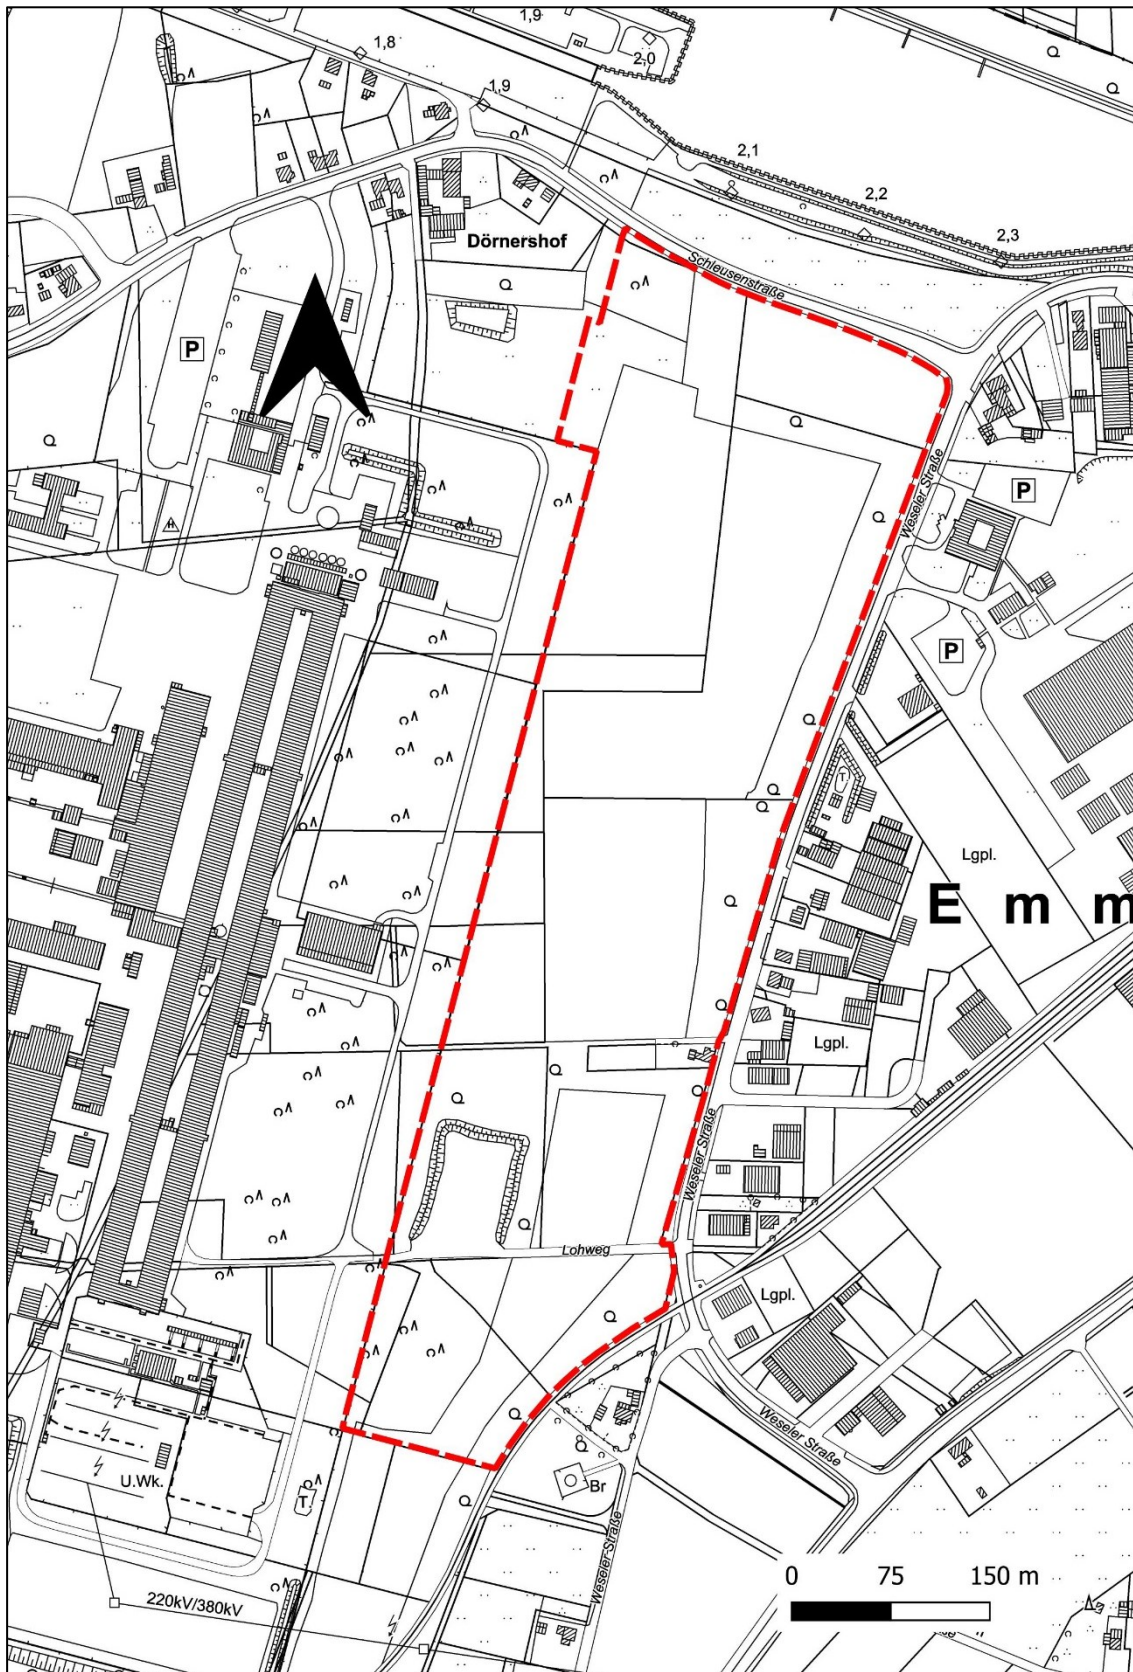 1,9
1,8
2,0
1,9
2,1
2,2
2,3
Dörnershof
Schleusenstraße
P
P
H
Weseler Straße
P
T
Lgpl.
E m m
Lgpl.
Weseler Straße
Lohweg
Lgpl.
Weseler Straße
U.Wk.
T
Br
Weseler Straße
220kV/380kV
0 75 150 m